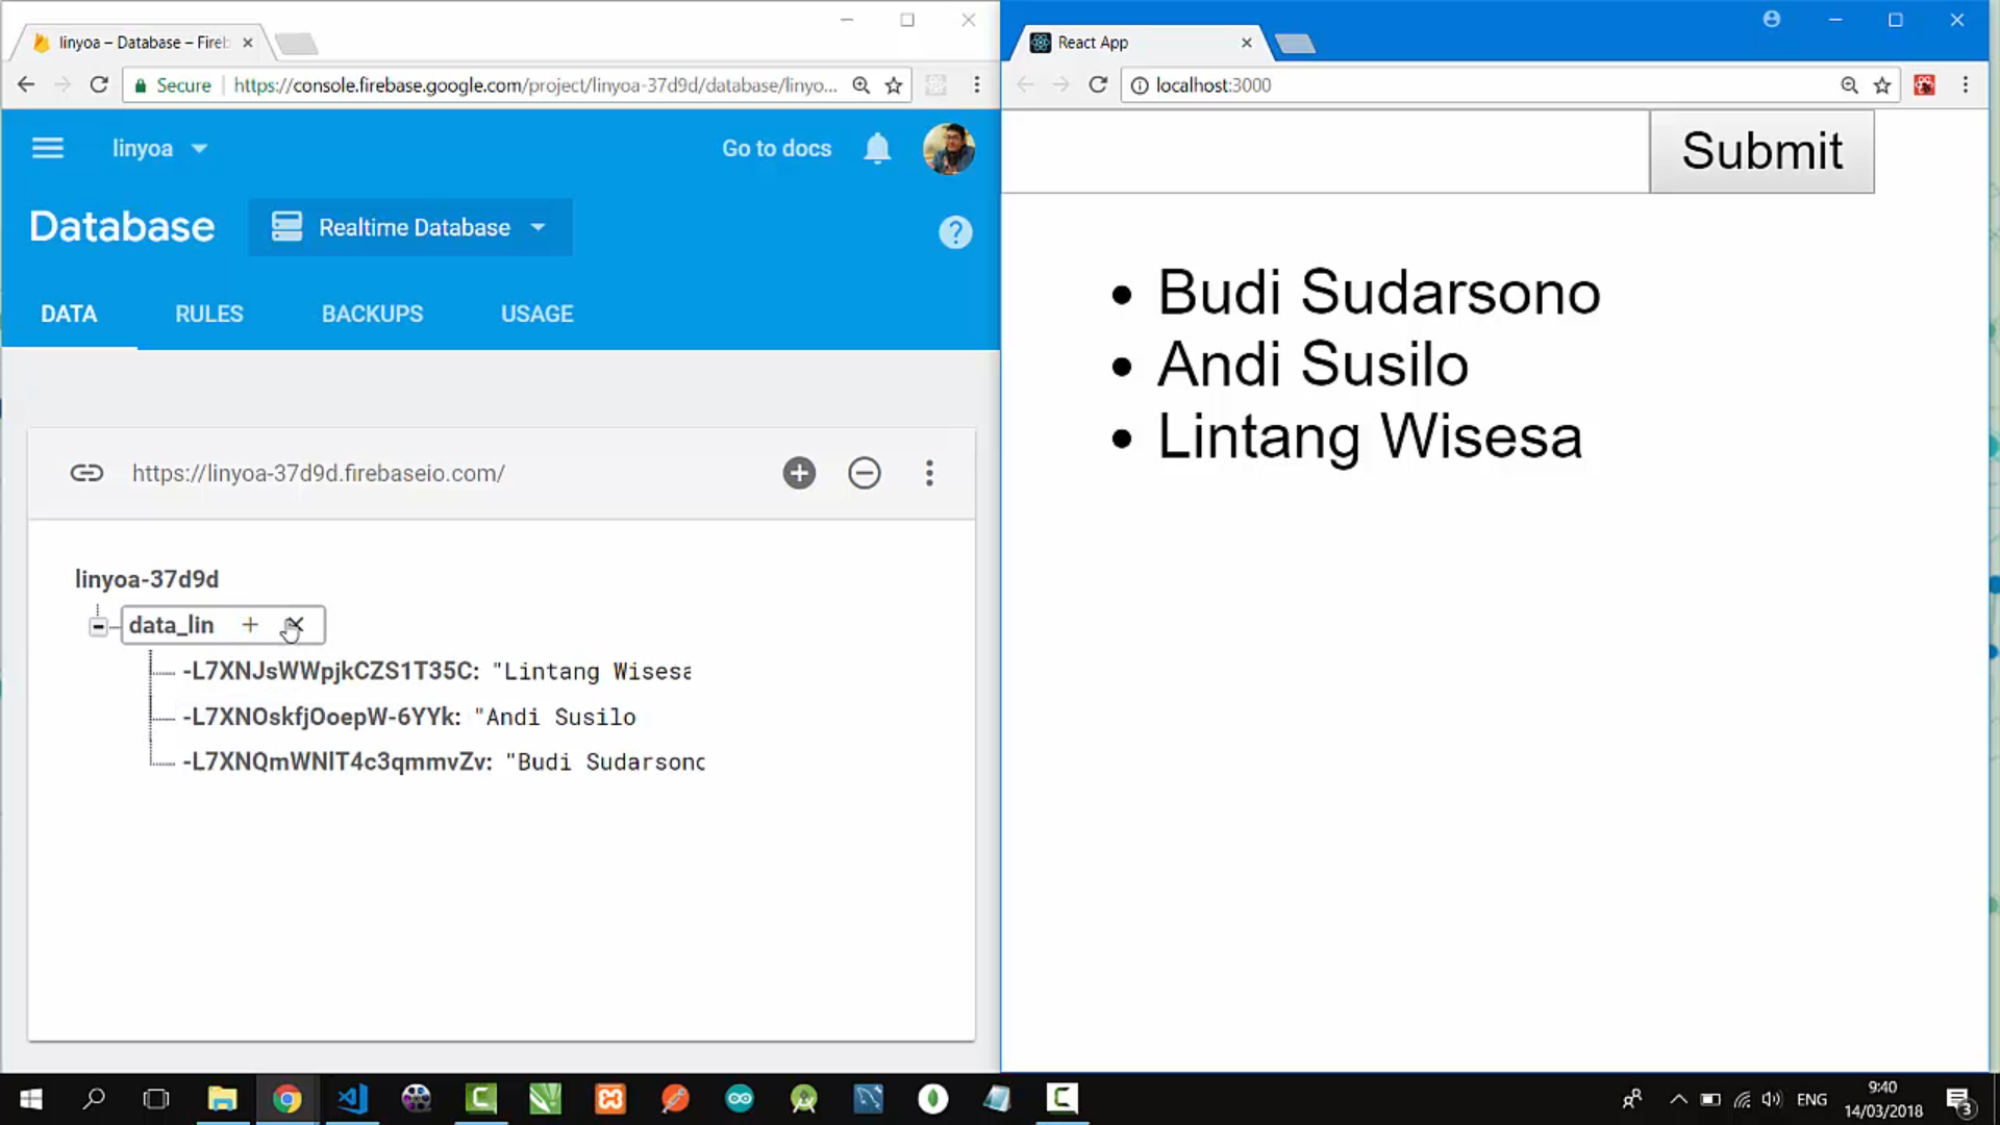 linyoa – Database – Fireb
Secure
https://console.firebase.google.com/project/linyoa-37d9d/database/linyo...
linyoa
Go to docs
Database
Realtime Database
?
DATA
RULES
BACKUPS
USAGE
https://linyoa-37d9d.firebaseio.com/
linyoa-37d9d
data_lin
-L7XNJsWWpjkCZS1T35C: "Lintang Wisesa
-L7XNOskfjOoepW-6YYk: "Andi Susilo
-L7XNQmWNlT4c3qmmvZv: "Budi Sudarsono
React App
localhost:3000
Submit
• Budi Sudarsono
• Andi Susilo
• Lintang Wisesa
ENG
9:40
14/03/2018
3